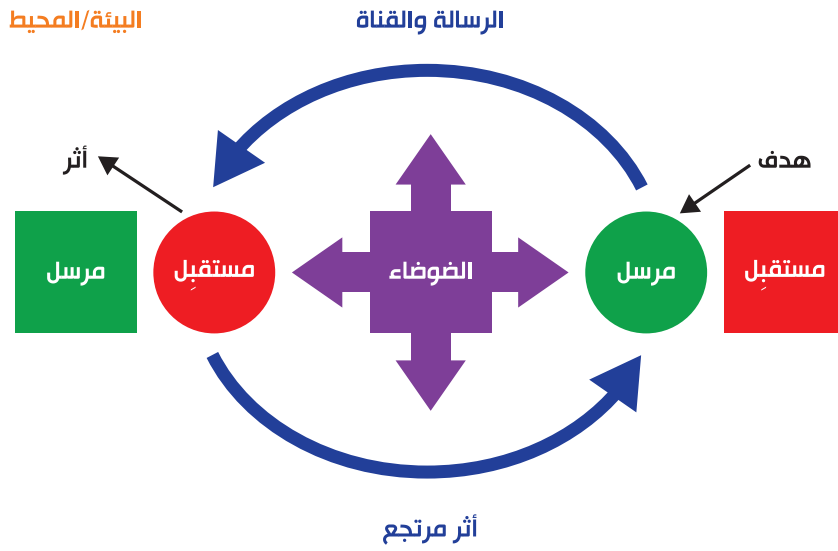 الرسالة والقناة
البيئة/المحيط
هدف
أثر
مستقبِل
مرسل
الضوضاء
مستقبِل
مرسل
أثر مرتجع